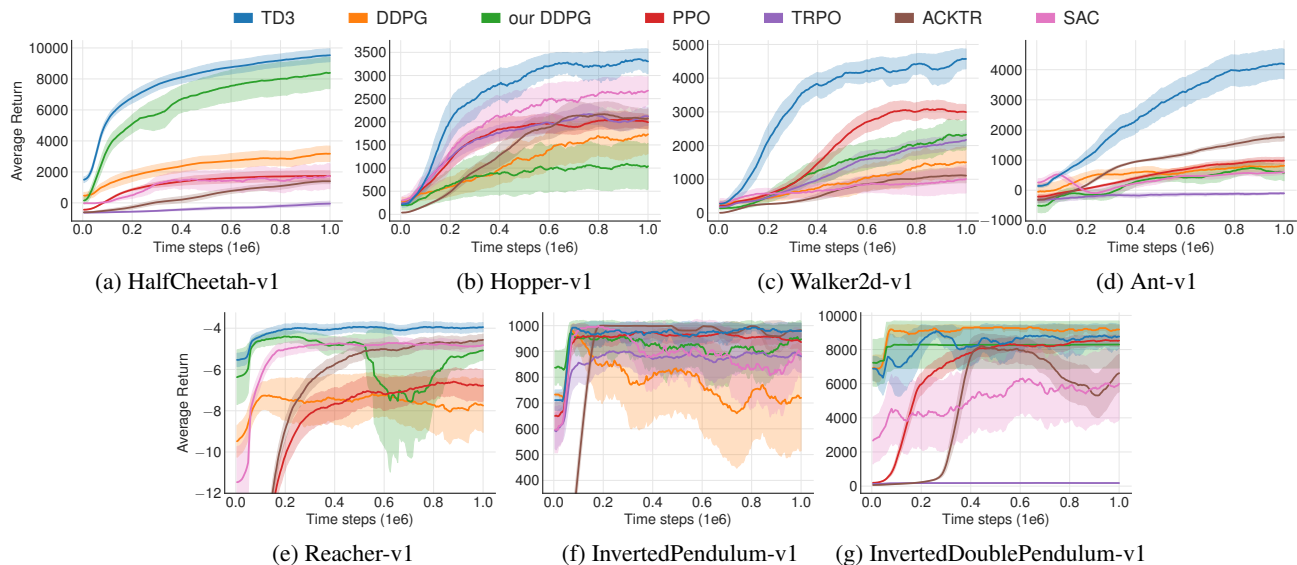 TD3 DDPG our DDPG PPO TRPO ACKTR SAC
10000
8000
6000
4000
2000
0
Average Return
0.0 0.2 0.4 0.6 0.8 1.0
Time steps (1e6)
(a) HalfCheetah-v1
3500
3000
2500
2000
1500
1000
500
0
0.0 0.2 0.4 0.6 0.8 1.0
Time steps (1e6)
(b) Hopper-v1
5000
4000
3000
2000
1000
0
0.0 0.2 0.4 0.6 0.8 1.0
Time steps (1e6)
(c) Walker2d-v1
4000
3000
2000
1000
0
−1000
0.0 0.2 0.4 0.6 0.8 1.0
Time steps (1e6)
(d) Ant-v1
−4
−6
−8
−10
−12
Average Return
0.0 0.2 0.4 0.6 0.8 1.0
Time steps (1e6)
(e) Reacher-v1
1000
900
800
700
600
500
400
0.0 0.2 0.4 0.6 0.8 1.0
Time steps (1e6)
(f) InvertedPendulum-v1
10000
8000
6000
4000
2000
0
0.0 0.2 0.4 0.6 0.8 1.0
Time steps (1e6)
(g) InvertedDoublePendulum-v1